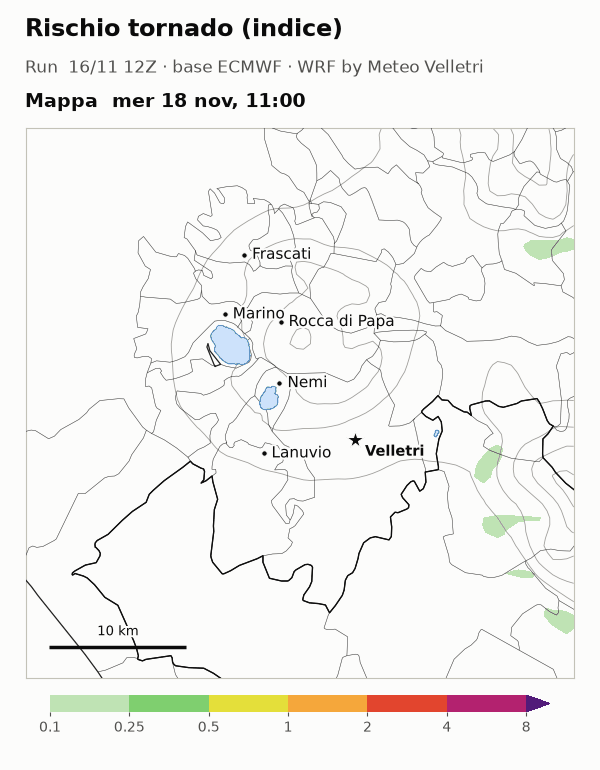 Rischio tornado (indice)
Run  16/11 12Z · base ECMWF · WRF by Meteo Velletri
Mappa  mer 18 nov, 11:00
Frascati
Marino
Rocca di Papa
Nemi
Velletri
Lanuvio
10 km
0.1 0.25 0.5 1 2 4 8